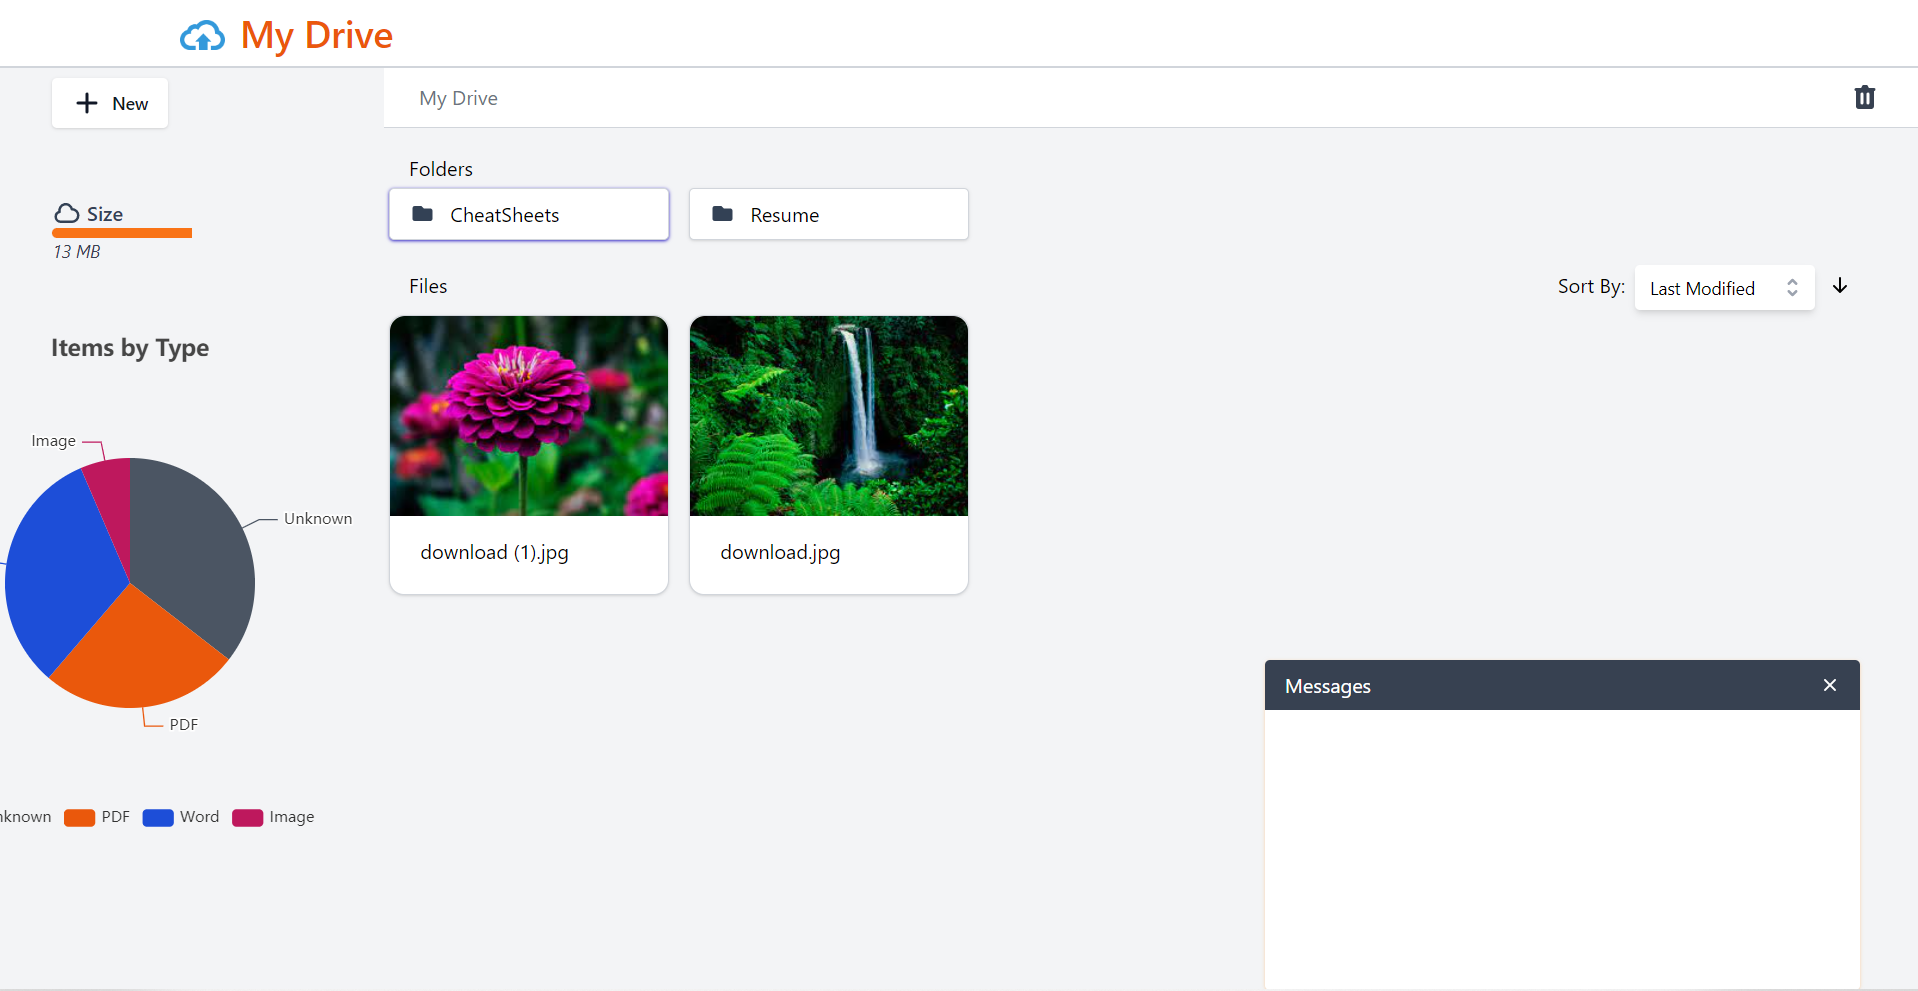 My Drive
New
My Drive
Size
13 MB
Folders
CheatSheets
Resume
Files
Sort By:
Last Modified
Items by Type
Image
Unknown
PDF
download (1).jpg
download.jpg
Messages
nknown
PDF
Word
Image